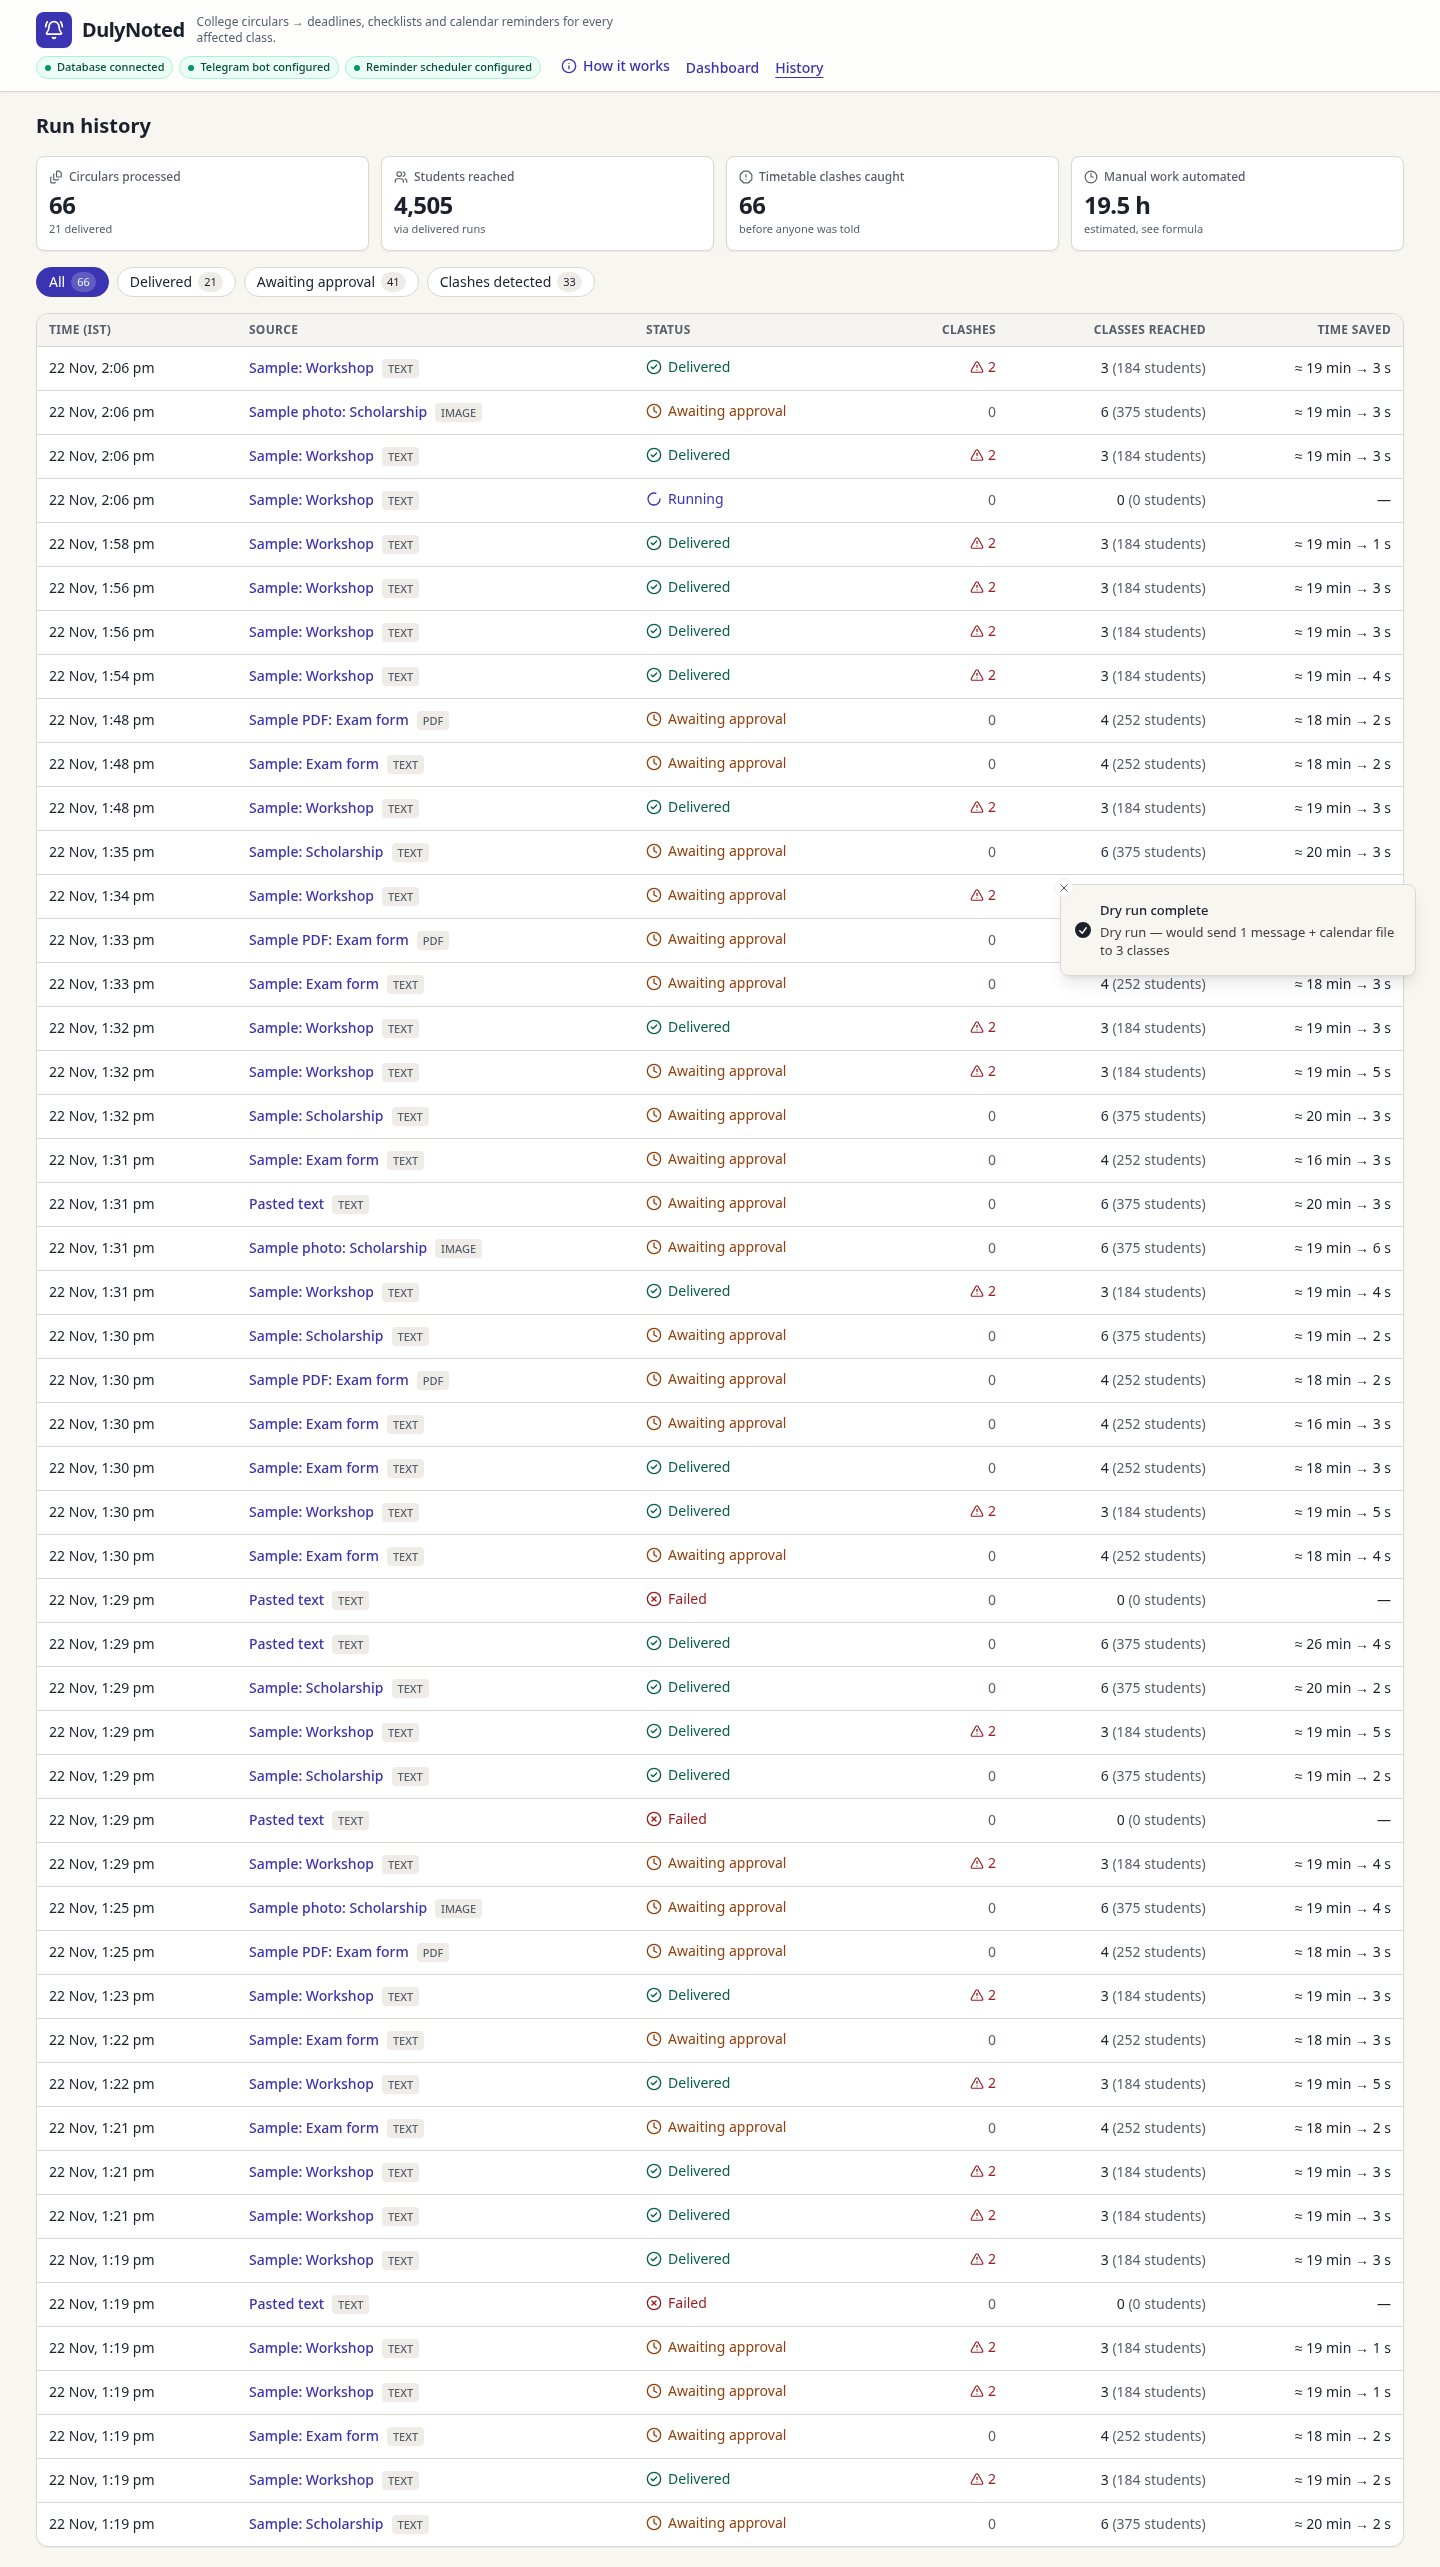 DulyNoted
College circulars → deadlines, checklists and calendar reminders for every
affected class.
Database connected Telegram bot configured Reminder scheduler configured How it works Dashboard History
Run history
Circulars processed
66
21 delivered
Students reached
4,505
via delivered runs
Timetable clashes caught
66
before anyone was told
Manual work automated
19.5 h
estimated, see formula
All 66 Delivered 21 Awaiting approval 41 Clashes detected 33
TIME (IST) SOURCE STATUS CLASHES CLASSES REACHED TIME SAVED
22 Nov, 2:06 pm Sample: Workshop TEXT Delivered 2 3 (184 students) ≈ 19 min → 3 s
22 Nov, 2:06 pm Sample photo: Scholarship IMAGE Awaiting approval 0 6 (375 students) ≈ 19 min → 3 s
22 Nov, 2:06 pm Sample: Workshop TEXT Delivered 2 3 (184 students) ≈ 19 min → 3 s
22 Nov, 2:06 pm Sample: Workshop TEXT Running 0 0 (0 students) —
22 Nov, 1:58 pm Sample: Workshop TEXT Delivered 2 3 (184 students) ≈ 19 min → 1 s
22 Nov, 1:56 pm Sample: Workshop TEXT Delivered 2 3 (184 students) ≈ 19 min → 3 s
22 Nov, 1:56 pm Sample: Workshop TEXT Delivered 2 3 (184 students) ≈ 19 min → 3 s
22 Nov, 1:54 pm Sample: Workshop TEXT Delivered 2 3 (184 students) ≈ 19 min → 4 s
22 Nov, 1:48 pm Sample PDF: Exam form PDF Awaiting approval 0 4 (252 students) ≈ 18 min → 2 s
22 Nov, 1:48 pm Sample: Exam form TEXT Awaiting approval 0 4 (252 students) ≈ 18 min → 2 s
22 Nov, 1:48 pm Sample: Workshop TEXT Delivered 2 3 (184 students) ≈ 19 min → 3 s
22 Nov, 1:35 pm Sample: Scholarship TEXT Awaiting approval 0 6 (375 students) ≈ 20 min → 3 s
22 Nov, 1:34 pm Sample: Workshop TEXT Awaiting approval 2
22 Nov, 1:33 pm Sample PDF: Exam form PDF Awaiting approval 0
Dry run complete
Dry run — would send 1 message + calendar file
to 3 classes
22 Nov, 1:33 pm Sample: Exam form TEXT Awaiting approval 0 4 (252 students) ≈ 18 min → 3 s
22 Nov, 1:32 pm Sample: Workshop TEXT Delivered 2 3 (184 students) ≈ 19 min → 3 s
22 Nov, 1:32 pm Sample: Workshop TEXT Awaiting approval 2 3 (184 students) ≈ 19 min → 5 s
22 Nov, 1:32 pm Sample: Scholarship TEXT Awaiting approval 0 6 (375 students) ≈ 20 min → 3 s
22 Nov, 1:31 pm Sample: Exam form TEXT Awaiting approval 0 4 (252 students) ≈ 16 min → 3 s
22 Nov, 1:31 pm Pasted text TEXT Awaiting approval 0 6 (375 students) ≈ 20 min → 3 s
22 Nov, 1:31 pm Sample photo: Scholarship IMAGE Awaiting approval 0 6 (375 students) ≈ 19 min → 6 s
22 Nov, 1:31 pm Sample: Workshop TEXT Delivered 2 3 (184 students) ≈ 19 min → 4 s
22 Nov, 1:30 pm Sample: Scholarship TEXT Awaiting approval 0 6 (375 students) ≈ 19 min → 2 s
22 Nov, 1:30 pm Sample PDF: Exam form PDF Awaiting approval 0 4 (252 students) ≈ 18 min → 2 s
22 Nov, 1:30 pm Sample: Exam form TEXT Awaiting approval 0 4 (252 students) ≈ 16 min → 3 s
22 Nov, 1:30 pm Sample: Exam form TEXT Delivered 0 4 (252 students) ≈ 18 min → 3 s
22 Nov, 1:30 pm Sample: Workshop TEXT Delivered 2 3 (184 students) ≈ 19 min → 5 s
22 Nov, 1:30 pm Sample: Exam form TEXT Awaiting approval 0 4 (252 students) ≈ 18 min → 4 s
22 Nov, 1:29 pm Pasted text TEXT Failed 0 0 (0 students) —
22 Nov, 1:29 pm Pasted text TEXT Delivered 0 6 (375 students) ≈ 26 min → 4 s
22 Nov, 1:29 pm Sample: Scholarship TEXT Delivered 0 6 (375 students) ≈ 20 min → 2 s
22 Nov, 1:29 pm Sample: Workshop TEXT Delivered 2 3 (184 students) ≈ 19 min → 5 s
22 Nov, 1:29 pm Sample: Scholarship TEXT Delivered 0 6 (375 students) ≈ 19 min → 2 s
22 Nov, 1:29 pm Pasted text TEXT Failed 0 0 (0 students) —
22 Nov, 1:29 pm Sample: Workshop TEXT Awaiting approval 2 3 (184 students) ≈ 19 min → 4 s
22 Nov, 1:25 pm Sample photo: Scholarship IMAGE Awaiting approval 0 6 (375 students) ≈ 19 min → 4 s
22 Nov, 1:25 pm Sample PDF: Exam form PDF Awaiting approval 0 4 (252 students) ≈ 18 min → 3 s
22 Nov, 1:23 pm Sample: Workshop TEXT Delivered 2 3 (184 students) ≈ 19 min → 3 s
22 Nov, 1:22 pm Sample: Exam form TEXT Awaiting approval 0 4 (252 students) ≈ 18 min → 3 s
22 Nov, 1:22 pm Sample: Workshop TEXT Delivered 2 3 (184 students) ≈ 19 min → 5 s
22 Nov, 1:21 pm Sample: Exam form TEXT Awaiting approval 0 4 (252 students) ≈ 18 min → 2 s
22 Nov, 1:21 pm Sample: Workshop TEXT Delivered 2 3 (184 students) ≈ 19 min → 3 s
22 Nov, 1:21 pm Sample: Workshop TEXT Delivered 2 3 (184 students) ≈ 19 min → 3 s
22 Nov, 1:19 pm Sample: Workshop TEXT Delivered 2 3 (184 students) ≈ 19 min → 3 s
22 Nov, 1:19 pm Pasted text TEXT Failed 0 0 (0 students) —
22 Nov, 1:19 pm Sample: Workshop TEXT Awaiting approval 2 3 (184 students) ≈ 19 min → 1 s
22 Nov, 1:19 pm Sample: Workshop TEXT Awaiting approval 2 3 (184 students) ≈ 19 min → 1 s
22 Nov, 1:19 pm Sample: Exam form TEXT Awaiting approval 0 4 (252 students) ≈ 18 min → 2 s
22 Nov, 1:19 pm Sample: Workshop TEXT Delivered 2 3 (184 students) ≈ 19 min → 2 s
22 Nov, 1:19 pm Sample: Scholarship TEXT Awaiting approval 0 6 (375 students) ≈ 20 min → 2 s